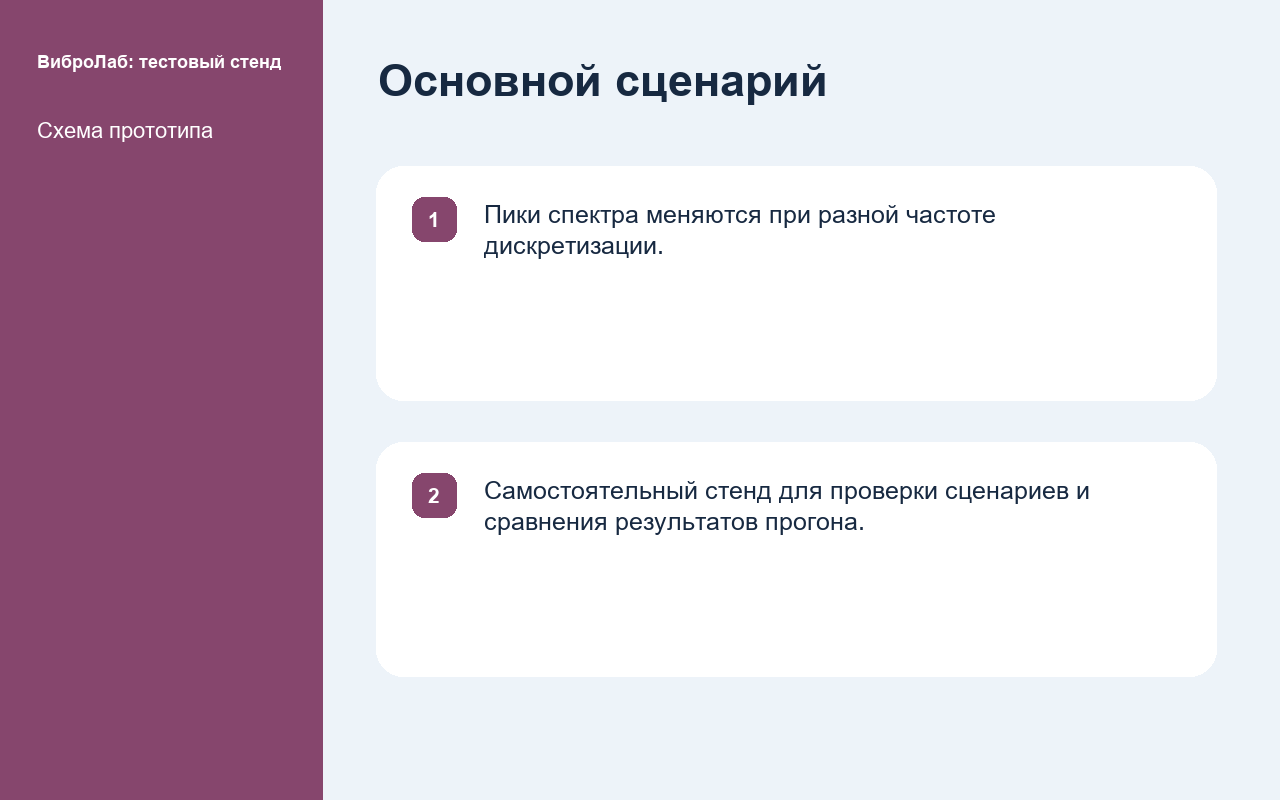 ВиброЛаб: тестовый стенд
Схема прототипа
Основной сценарий
1
Пики спектра меняются при разной частоте
дискретизации.
2
Самостоятельный стенд для проверки сценариев и
сравнения результатов прогона.